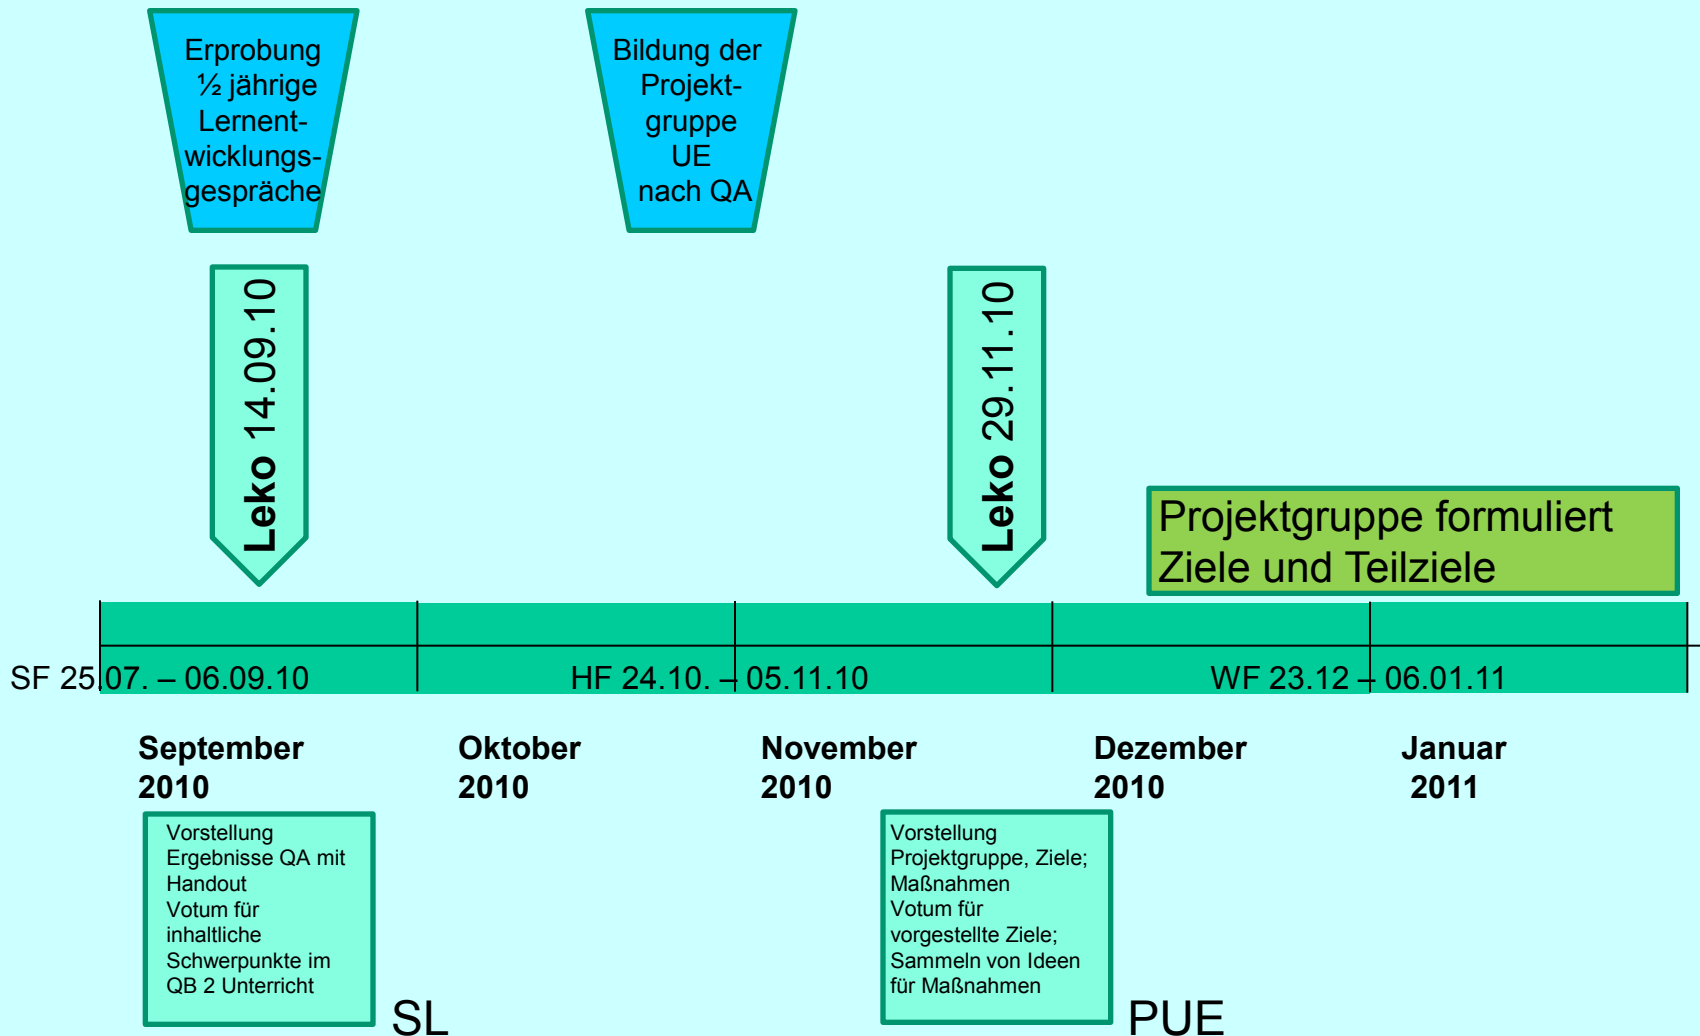 Erprobung
½ jährige
Lernent-
wicklungs-
gespräche
Bildung der
Projekt-
gruppe
UE
nach QA
Leko 14.09.10
Leko 29.11.10
Projektgruppe formuliert
Ziele und Teilziele
SF 25.07. – 06.09.10
HF 24.10. – 05.11.10
WF 23.12 – 06.01.11
September
2010
Oktober
2010
November
2010
Dezember
2010
Januar
2011
Vorstellung
Ergebnisse QA mit
Handout
Votum für
inhaltliche
Schwerpunkte im
QB 2 Unterricht
SL
Vorstellung
Projektgruppe, Ziele;
Maßnahmen
Votum für
vorgestellte Ziele;
Sammeln von Ideen
für Maßnahmen
PUE